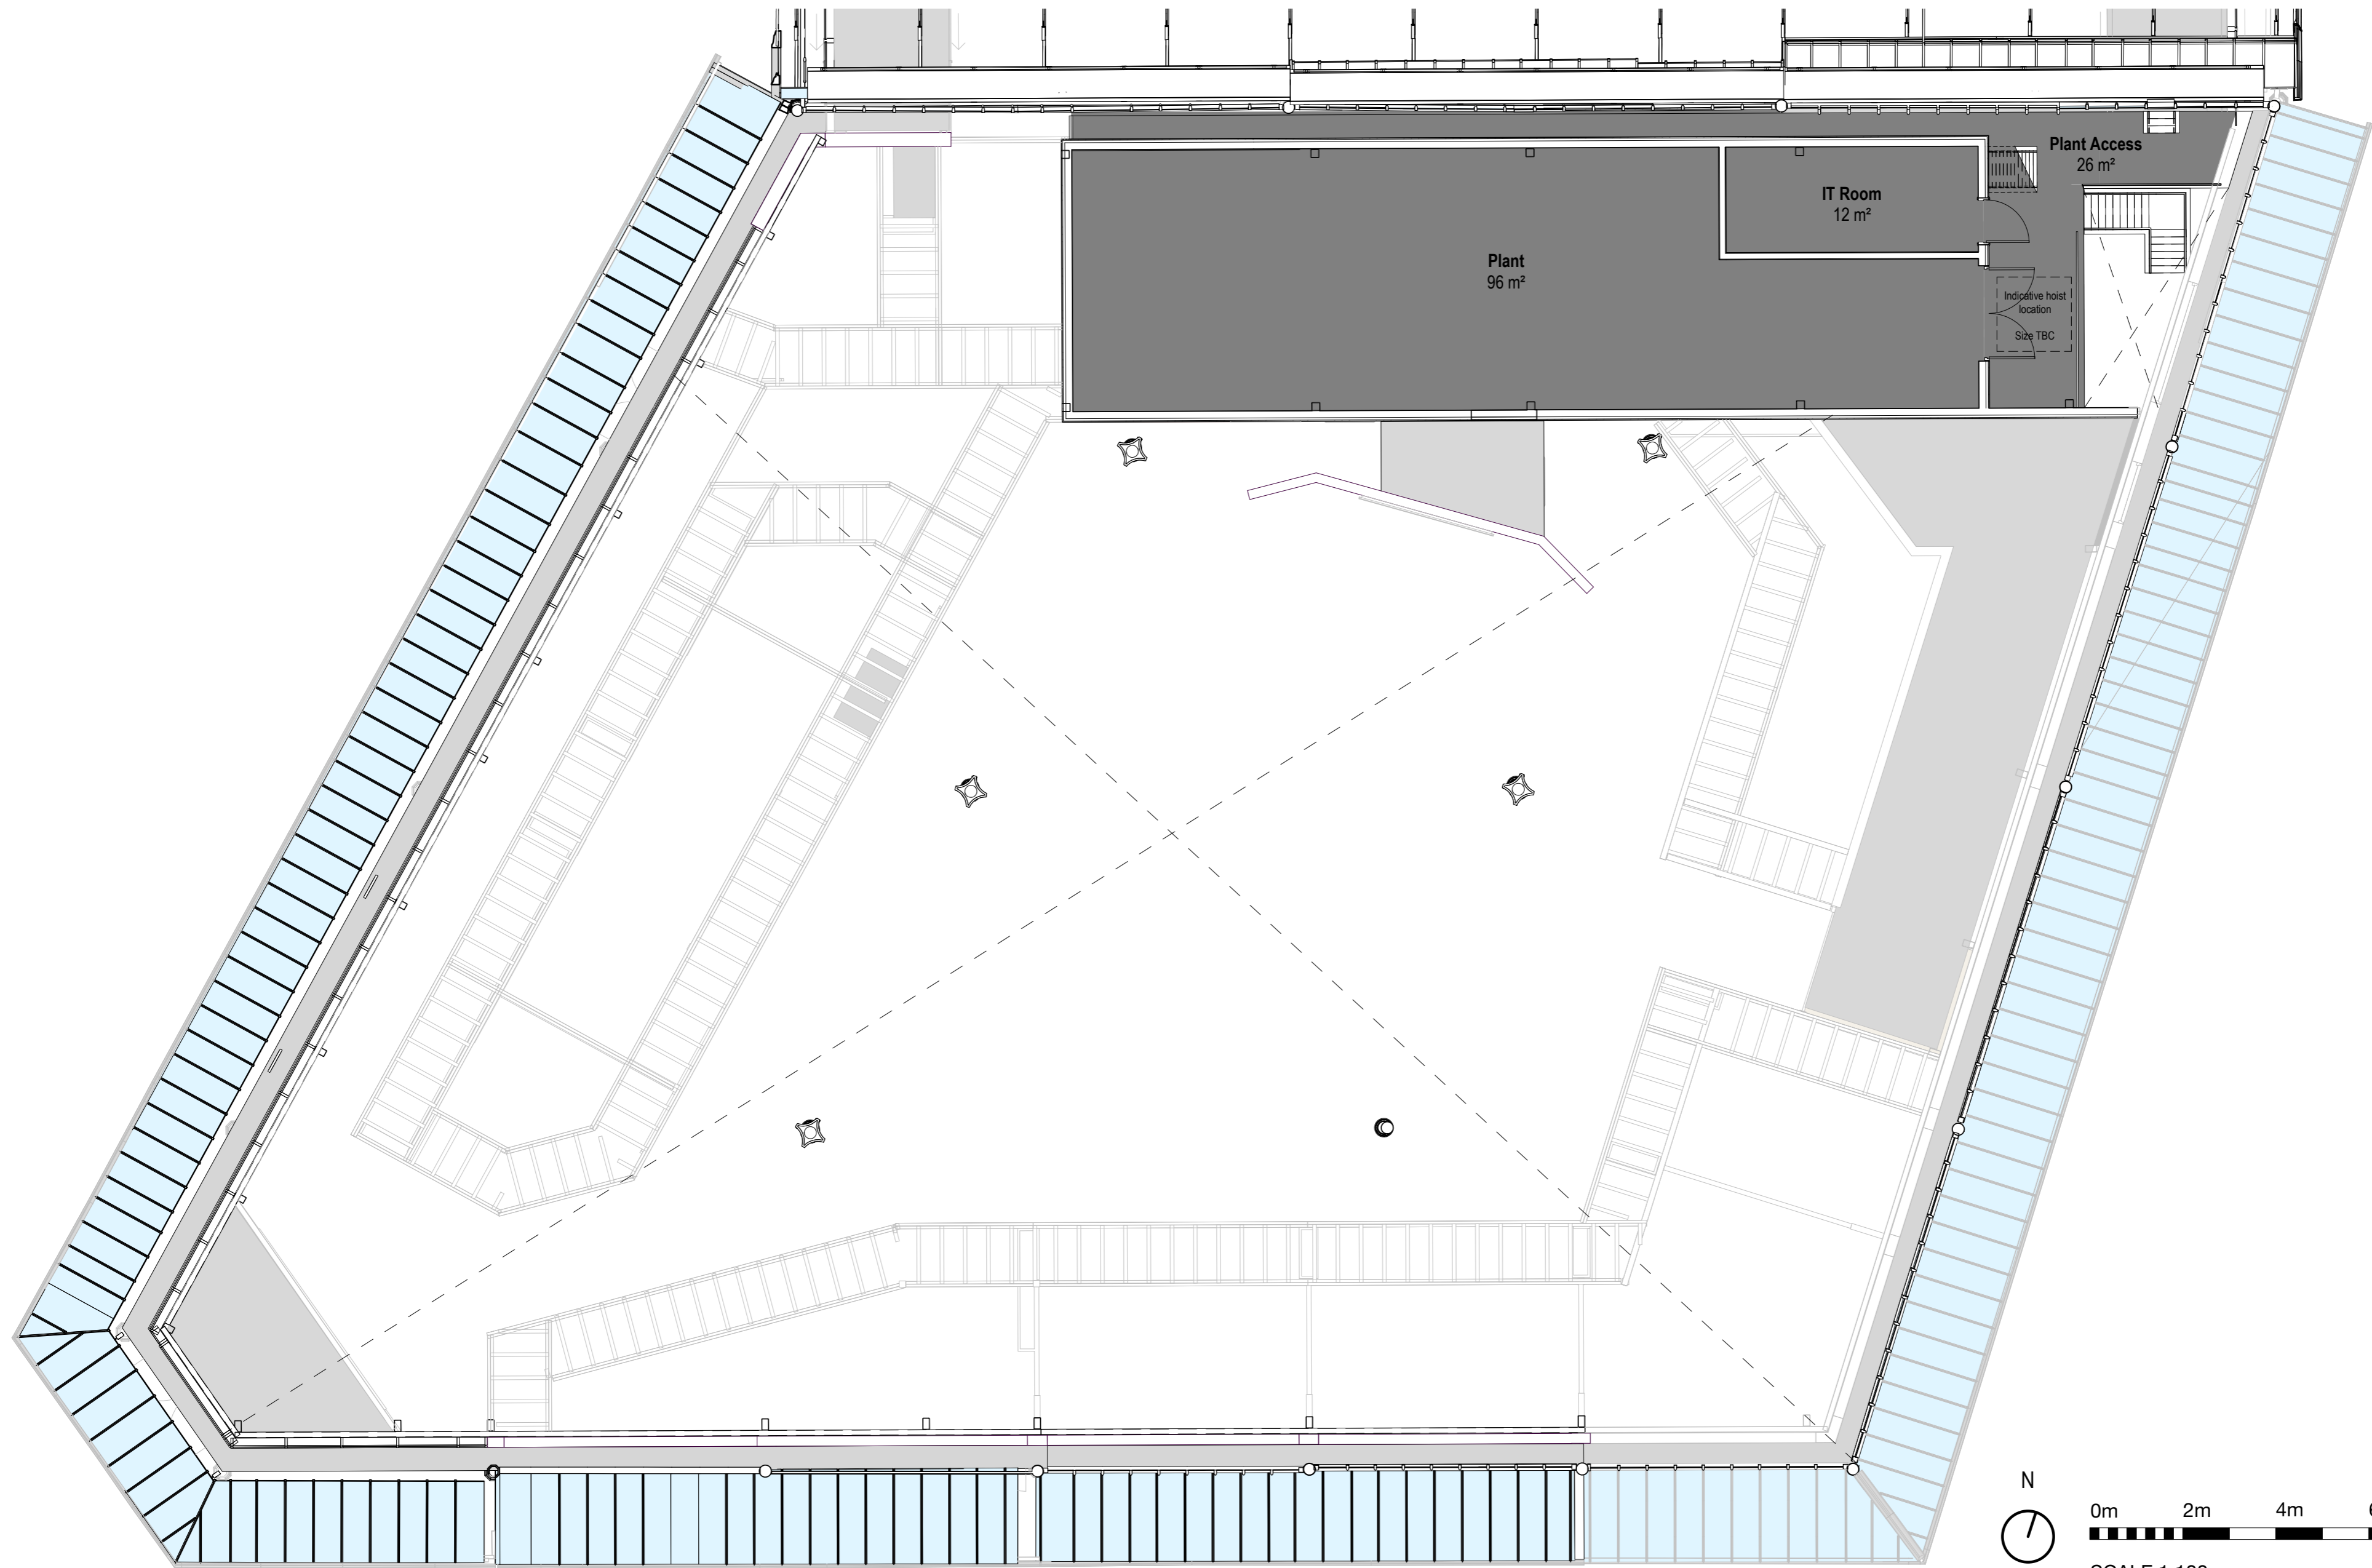 Plant Access
26 m²
IT Room
12 m²
Plant
96 m²
Indicative hoist
location
Size TBC
N
0m 2m 4m